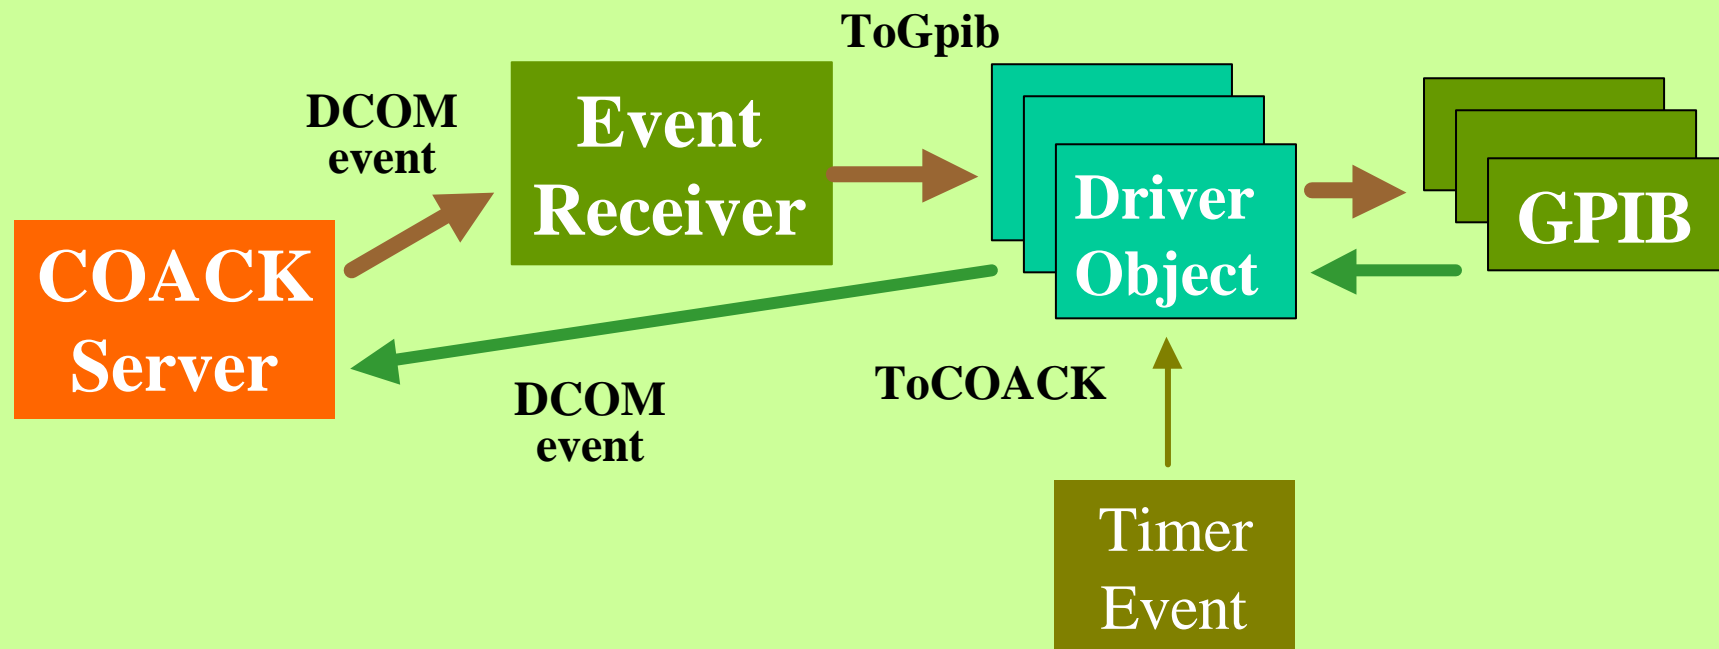 ToGpib
DCOM
event
Event
Receiver
Driver
Object
GPIB
COACK
Server
DCOM
event
ToCOACK
Timer
Event